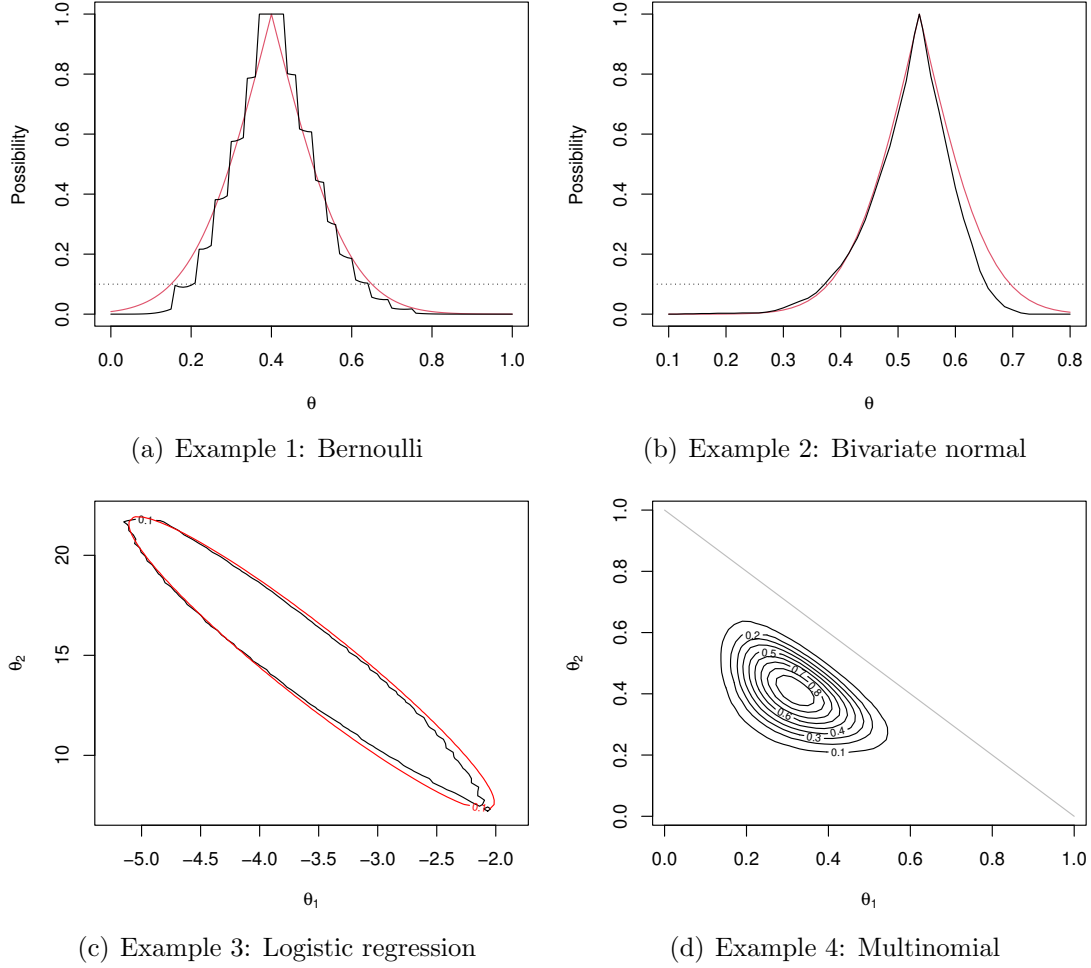 Possibility
0.0 0.2 0.4 0.6 0.8 1.0
0.0 0.2 0.4 0.6 0.8 1.0
θ
(a) Example 1: Bernoulli
Possibility
0.0 0.2 0.4 0.6 0.8 1.0
0.1 0.2 0.3 0.4 0.5 0.6 0.7 0.8
θ
(b) Example 2: Bivariate normal
θ2
10 15 20
0.1
−5.0 −4.5 −4.0 −3.5 −3.0 −2.5 −2.0
θ1
(c) Example 3: Logistic regression
θ2
0.0 0.2 0.4 0.6 0.8 1.0
0.2
0.5
0.7
0.8
0.6
0.4
0.3
0.1
0.0 0.2 0.4 0.6 0.8 1.0
θ1
(d) Example 4: Multinomial